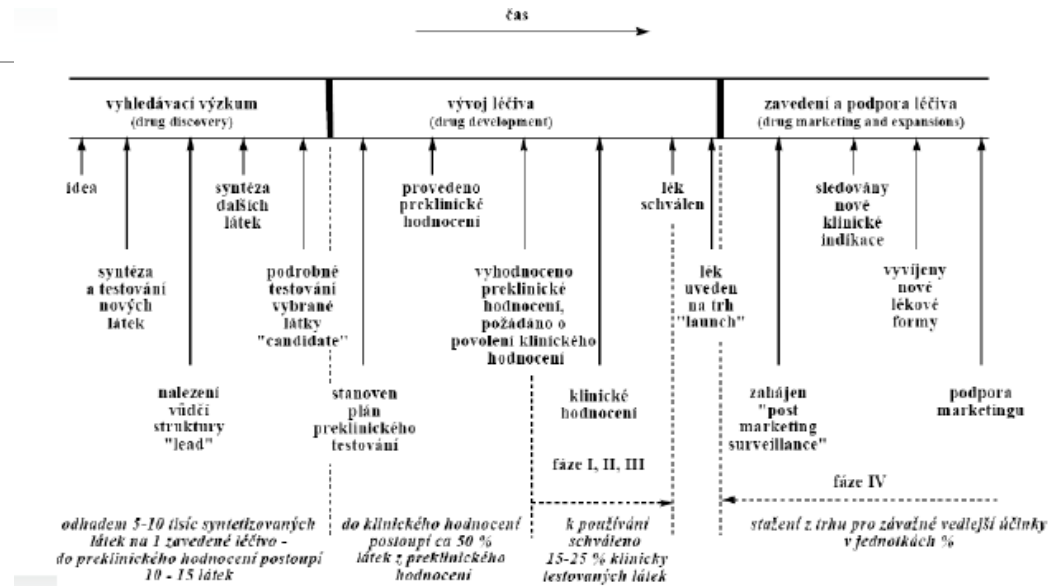 čas
vyhledávací výzkum
(drug discovery)
vývoj léčiva
(drug development)
zavedení a podpora léčiva
(drug marketing and expansions)
idea
syntéza
a testování
nových
látek
nalezení
vůdčí
struktury
"lead"
syntéza
dalších
látek
podrobné
testování
vybrané
látky
"candidate"
stanoven
plán
preklinického
testování
provedeno
preklinické
hodnocení
vyhodnoceno
preklinické
hodnocení,
požádáno o
povolení klinického
hodnocení
klinické
hodnocení
fáze I, II, III
lék
schválen
lék
uveden
na trh
"launch"
zahájen
"post
marketing
surveillance"
sledovány
nové
klinické
indikace
vyvíjeny
nové
lékové
formy
podpora
marketingu
fáze IV
odhadem 5-10 tisíc syntetizovaných
látek na 1 zavedené léčivo -
do preklinického hodnocení postoupí
10 - 15 látek
do klinického hodnocení
postoupí ca 50 %
látek z preklinického
hodnocení
k používání
schváleno
15-25 % klinicky
testovaných látek
stažení z trhu pro závažné vedlejší účinky
v jednotkách %